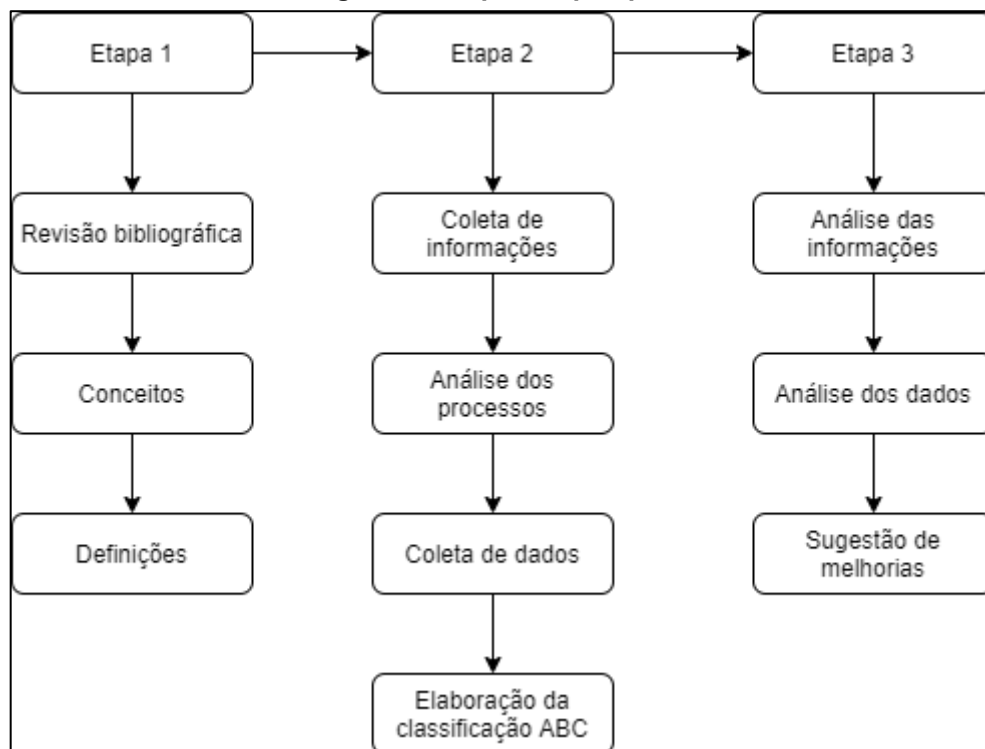 Etapa 1
Etapa 2
Etapa 3
Revisão bibliográfica
Coleta de
informações
Análise das
informações
Conceitos
Análise dos
processos
Análise dos dados
Definições
Coleta de dados
Sugestão de
melhorias
Elaboração da
classificação ABC